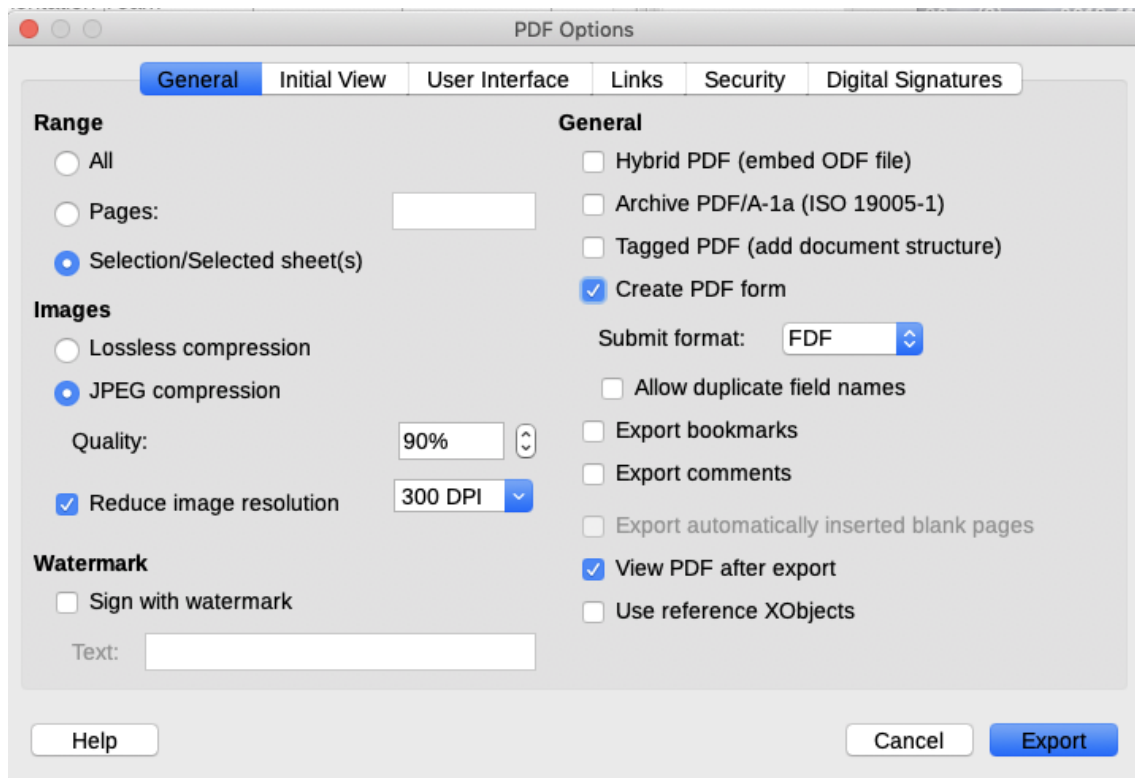 PDF Options
General Initial View User Interface Links Security Digital Signatures
Range
All
Pages:
Selection/Selected sheet(s)
Images
Lossless compression
JPEG compression
Quality: 90%
Reduce image resolution 300 DPI
Watermark
Sign with watermark
Text:
General
Hybrid PDF (embed ODF file)
Archive PDF/A-1a (ISO 19005-1)
Tagged PDF (add document structure)
Create PDF form
Submit format: FDF
Allow duplicate field names
Export bookmarks
Export comments
Export automatically inserted blank pages
View PDF after export
Use reference XObjects
Help Cancel Export